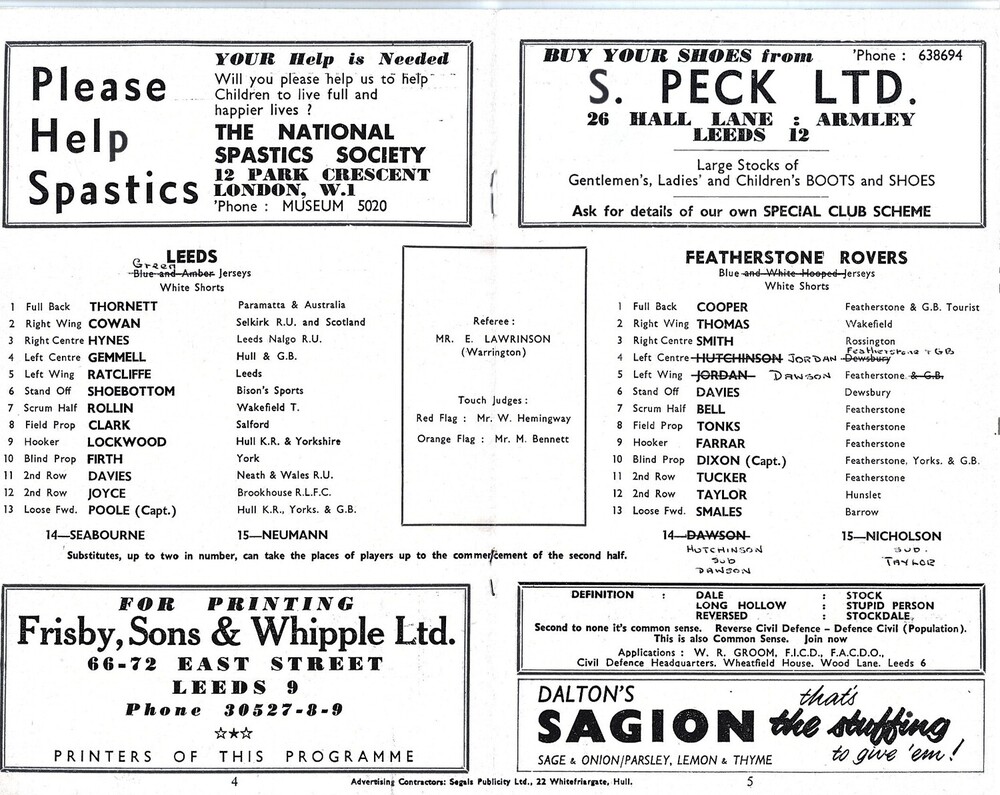 Please
Help
Spastics
YOUR Help is Needed
Will you please help us to help
Children to live full and
happier lives ?
THE NATIONAL
SPASTICS SOCIETY
12 PARK CRESCENT
LONDON, W.1
'Phone : MUSEUM 5020
BUY YOUR SHOES from 'Phone : 638694
S. PECK LTD.
26 HALL LANE : ARMLEY
LEEDS 12
Large Stocks of
Gentlemen's, Ladies' and Children's BOOTS and SHOES
Ask for details of our own SPECIAL CLUB SCHEME
LEEDS
Green
Blue and Amber Jerseys
White Shorts
1 Full Back THORNETT Paramatta & Australia
2 Right Wing COWAN Selkirk R.U. and Scotland
3 Right Centre HYNES Leeds Nalgo R.U.
4 Left Centre GEMMELL Hull & G.B.
5 Left Wing RATCLIFFE Leeds
6 Stand Off SHOEBOTTOM Bison's Sports
7 Scrum Half ROLLIN Wakefield T.
8 Field Prop CLARK Salford
9 Hooker LOCKWOOD Hull K.R. & Yorkshire
10 Blind Prop FIRTH York
11 2nd Row DAVIES Neath & Wales R.U.
12 2nd Row JOYCE Brookhouse R.L.F.C.
13 Loose Fwd. POOLE (Capt.) Hull K.R., Yorks. & G.B.
14—SEABOURNE 15—NEUMANN
Referee :
MR. E. LAWRINSON
(Warrington)
Touch Judges :
Red Flag : Mr. W. Hemingway
Orange Flag : Mr. M. Bennett
FEATHERSTONE ROVERS
Blue and White Hooped Jerseys
White Shorts
1 Full Back COOPER Featherstone & G.B. Tourist
2 Right Wing THOMAS Wakefield
3 Right Centre SMITH Rossington
Featherstone + GB
4 Left Centre HUTCHINSON JORDAN Dewsbury
5 Left Wing JORDAN DAWSON Featherstone & G.B.
6 Stand Off DAVIES Dewsbury
7 Scrum Half BELL Featherstone
8 Field Prop TONKS Featherstone
9 Hooker FARRAR Featherstone
10 Blind Prop DIXON (Capt.) Featherstone, Yorks. & G.B.
11 2nd Row TUCKER Featherstone
12 2nd Row TAYLOR Hunslet
13 Loose Fwd. SMALES Barrow
14—DAWSON 15—NICHOLSON
HUTCHINSON SUB.
SUB TAYLOR
DAWSON
Substitutes, up to two in number, can take the places of players up to the commencement of the second half.
FOR PRINTING
Frisby, Sons & Whipple Ltd.
66-72 EAST STREET
LEEDS 9
Phone 30527-8-9
☆★☆
PRINTERS OF THIS PROGRAMME
DEFINITION : DALE : STOCK
LONG HOLLOW : STUPID PERSON
REVERSED : STOCKDALE,
Second to none it's common sense. Reverse Civil Defence – Defence Civil (Population).
This is also Common Sense. Join now
Applications : W. R. GROOM, F.I.C.D., F.A.C.D.O.,
Civil Defence Headquarters, Wheatfield House, Wood Lane, Leeds 6
DALTON'S
SAGION
SAGE & ONION/PARSLEY, LEMON & THYME
that's
the stuffing
to give 'em!
4 Advertising Contractors: Segals Publicity Ltd., 22 Whitefriargate, Hull. 5